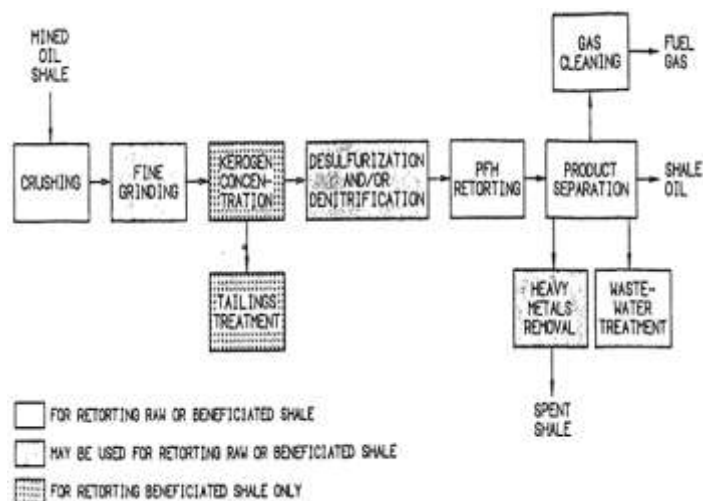 MINED
OIL
SHALE
CRUSHING
FINE
GRINDING
KEROGEN
CONCEN-
TRATION
TAILINGS
TREATMENT
DESULFURIZATION
AND/OR
DENITRIFICATION
PFH
RETORTING
PRODUCT
SEPARATION
GAS
CLEANING
FUEL
GAS
SHALE
OIL
HEAVY
METALS
REMOVAL
WASTE-
WATER
TREATMENT
SPENT
SHALE
FOR RETORTING RAW OR BENEFICIATED SHALE
MAY BE USED FOR RETORTING RAW OR BENEFICIATED SHALE
FOR RETORTING BENEFICIATED SHALE ONLY